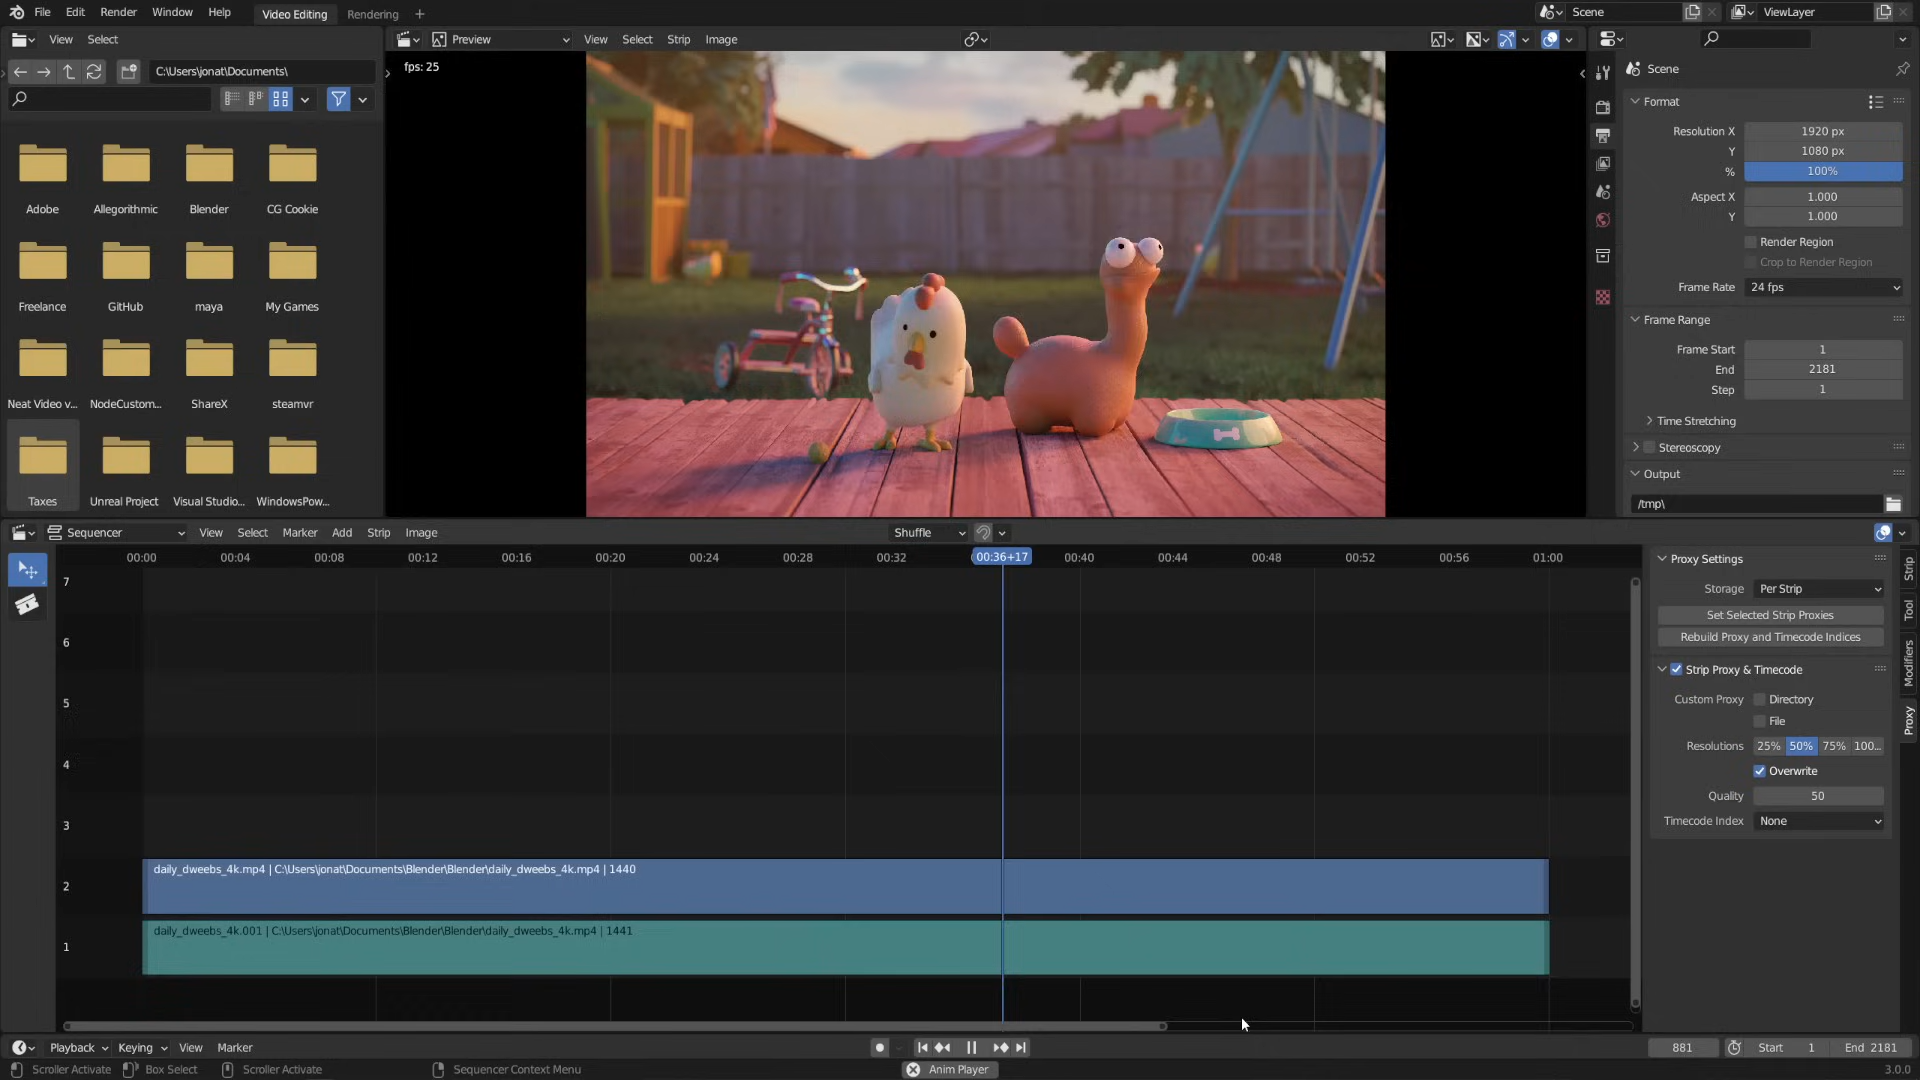 File Edit Render Window Help Video Editing Rendering + Scene ViewLayer
View Select
Preview View Select Strip Image
C:\Users\jonat\Documents\
fps: 25
Adobe Allegorithmic Blender CG Cookie
Freelance GitHub maya My Games
Neat Video v... NodeCustom... ShareX steamvr
Taxes Unreal Project Visual Studio... WindowsPow...
Scene
Format
Resolution X 1920 px
Y 1080 px
% 100%
Aspect X 1.000
Y 1.000
Render Region
Crop to Render Region
Frame Rate 24 fps
Frame Range
Frame Start 1
End 2181
Step 1
Time Stretching
Stereoscopy
Output
/tmp\
Sequencer View Select Marker Add Strip Image Shuffle
00:00 00:04 00:08 00:12 00:16 00:20 00:24 00:28 00:32 00:36+17 00:40 00:44 00:48 00:52 00:56 01:00
7
6
5
4
3
2
1
daily_dweebs_4k.mp4 | C:\Users\jonat\Documents\Blender\Blender\daily_dweebs_4k.mp4 | 1440
daily_dweebs_4k.001 | C:\Users\jonat\Documents\Blender\Blender\daily_dweebs_4k.mp4 | 1441
Proxy Settings
Storage Per Strip
Set Selected Strip Proxies
Rebuild Proxy and Timecode Indices
Strip Proxy & Timecode
Custom Proxy Directory
File
Resolutions 25% 50% 75% 100...
Overwrite
Quality 50
Timecode Index None
Strip
Tool
Modifiers
Proxy
Playback Keying View Marker 881 Start 1 End 2181
Scroller Activate Box Select Scroller Activate Sequencer Context Menu Anim Player 3.0.0